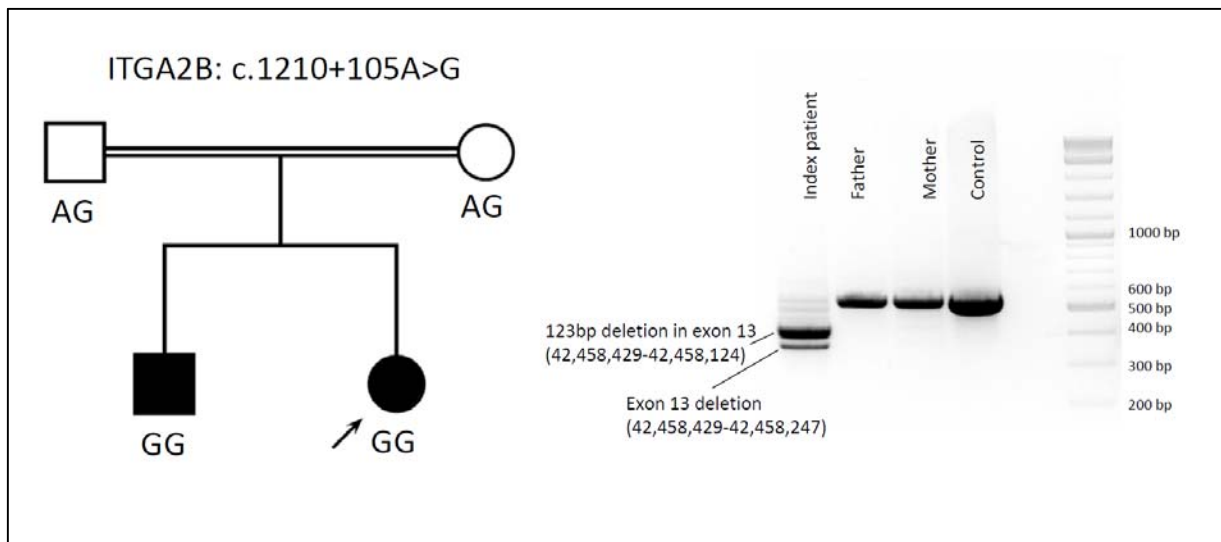 ITGA2B: c.1210+105A>G
AG
AG
GG
GG
Index patient
Father
Mother
Control
1000 bp
600 bp
500 bp
400 bp
300 bp
200 bp
123bp deletion in exon 13
(42,458,429-42,458,124)
Exon 13 deletion
(42,458,429-42,458,247)